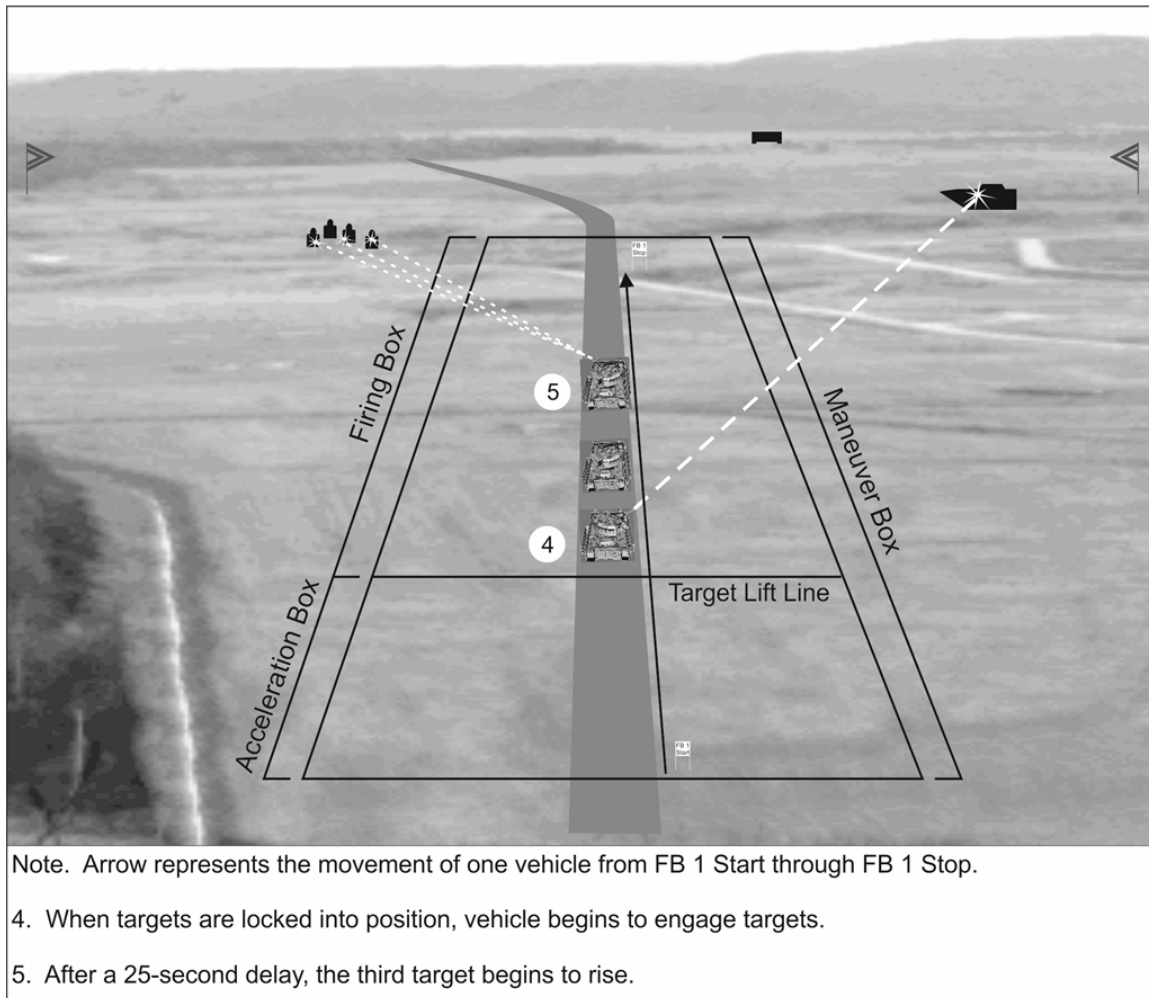 FB 1
Stop
Firing Box
5
Maneuver Box
4
Target Lift Line
Acceleration Box
FB 1
Start
Note. Arrow represents the movement of one vehicle from FB 1 Start through FB 1 Stop.
4. When targets are locked into position, vehicle begins to engage targets.
5. After a 25-second delay, the third target begins to rise.